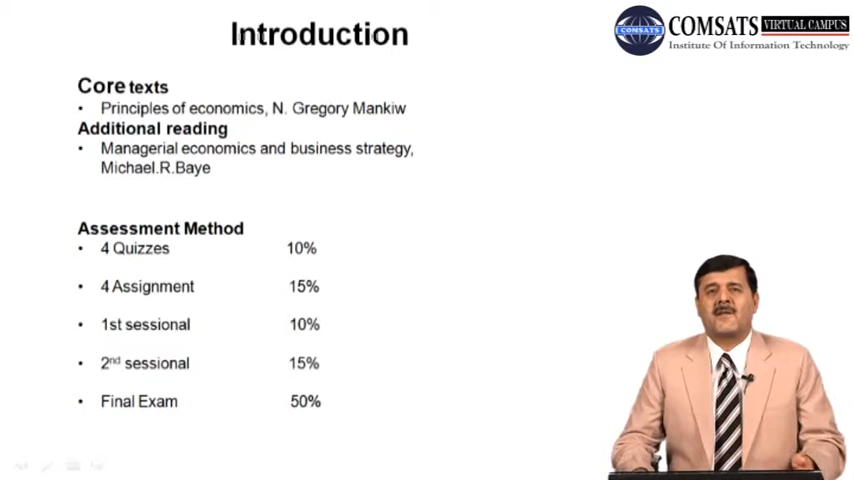 Introduction
COMSATS
COMSATS VIRTUAL CAMPUS
Institute Of Information Technology
Core texts
• Principles of economics, N. Gregory Mankiw
Additional reading
• Managerial economics and business strategy,
Michael.R.Baye
Assessment Method
• 4 Quizzes 10%
• 4 Assignment 15%
• 1st sessional 10%
• 2nd sessional 15%
• Final Exam 50%